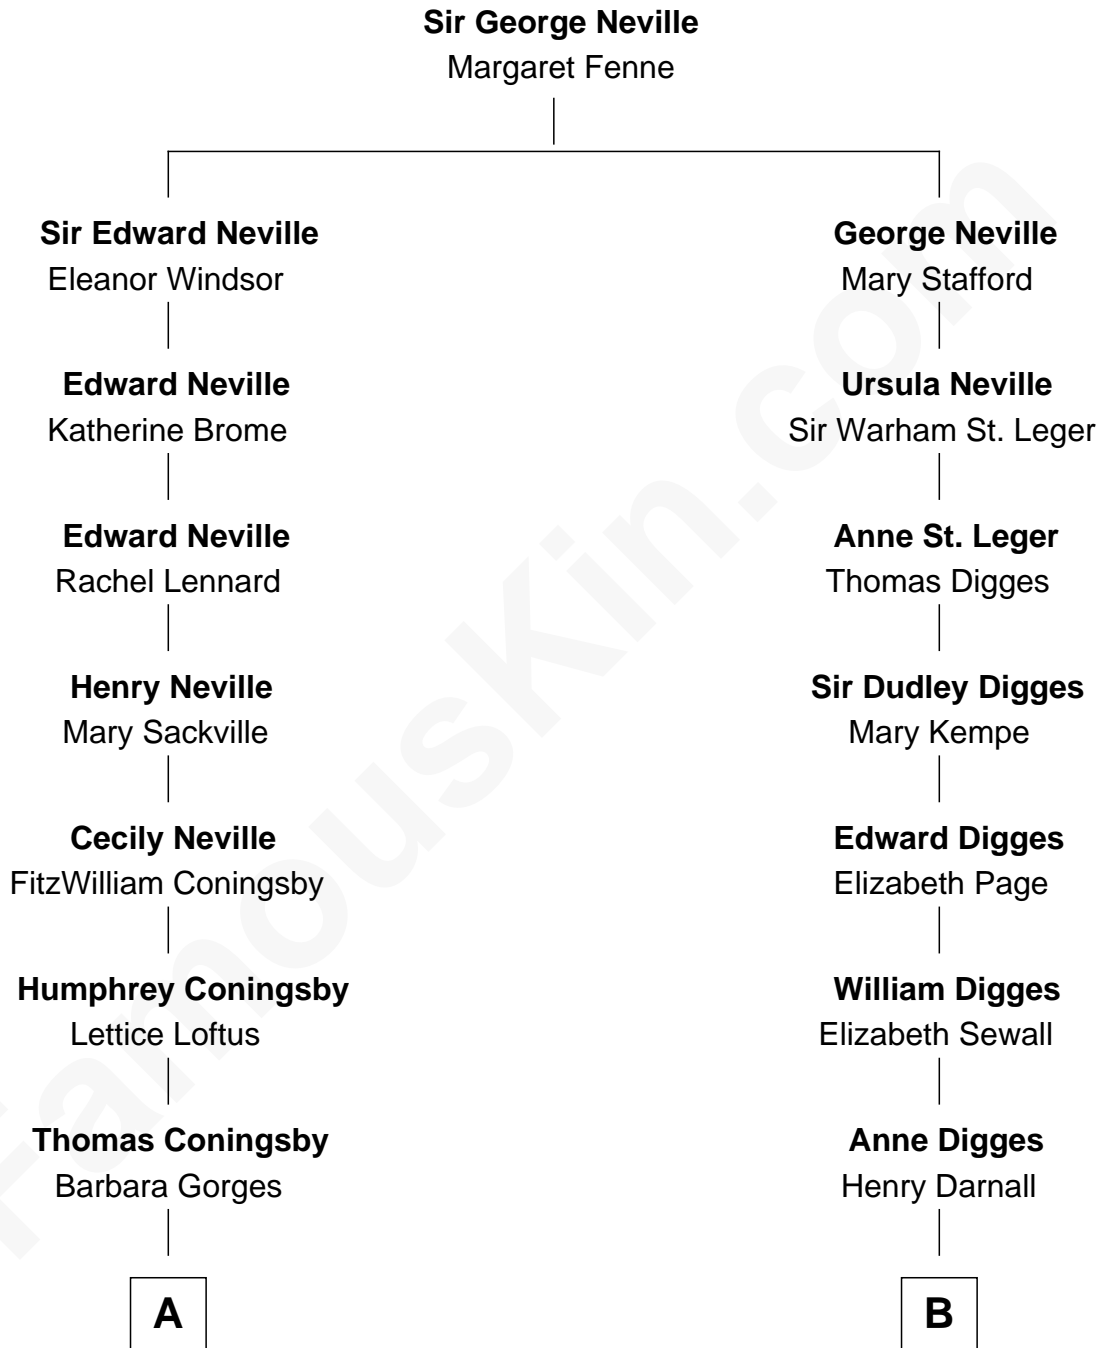 Sir George Neville
Margaret Fenne
Sir Edward Neville
Eleanor Windsor
Edward Neville
Katherine Brome
Edward Neville
Rachel Lennard
Henry Neville
Mary Sackville
Cecily Neville
FitzWilliam Coningsby
Humphrey Coningsby
Lettice Loftus
Thomas Coningsby
Barbara Gorges
A
George Neville
Mary Stafford
Ursula Neville
Sir Warham St. Leger
Anne St. Leger
Thomas Digges
Sir Dudley Digges
Mary Kempe
Edward Digges
Elizabeth Page
William Digges
Elizabeth Sewall
Anne Digges
Henry Darnall
B
FamousKin.com